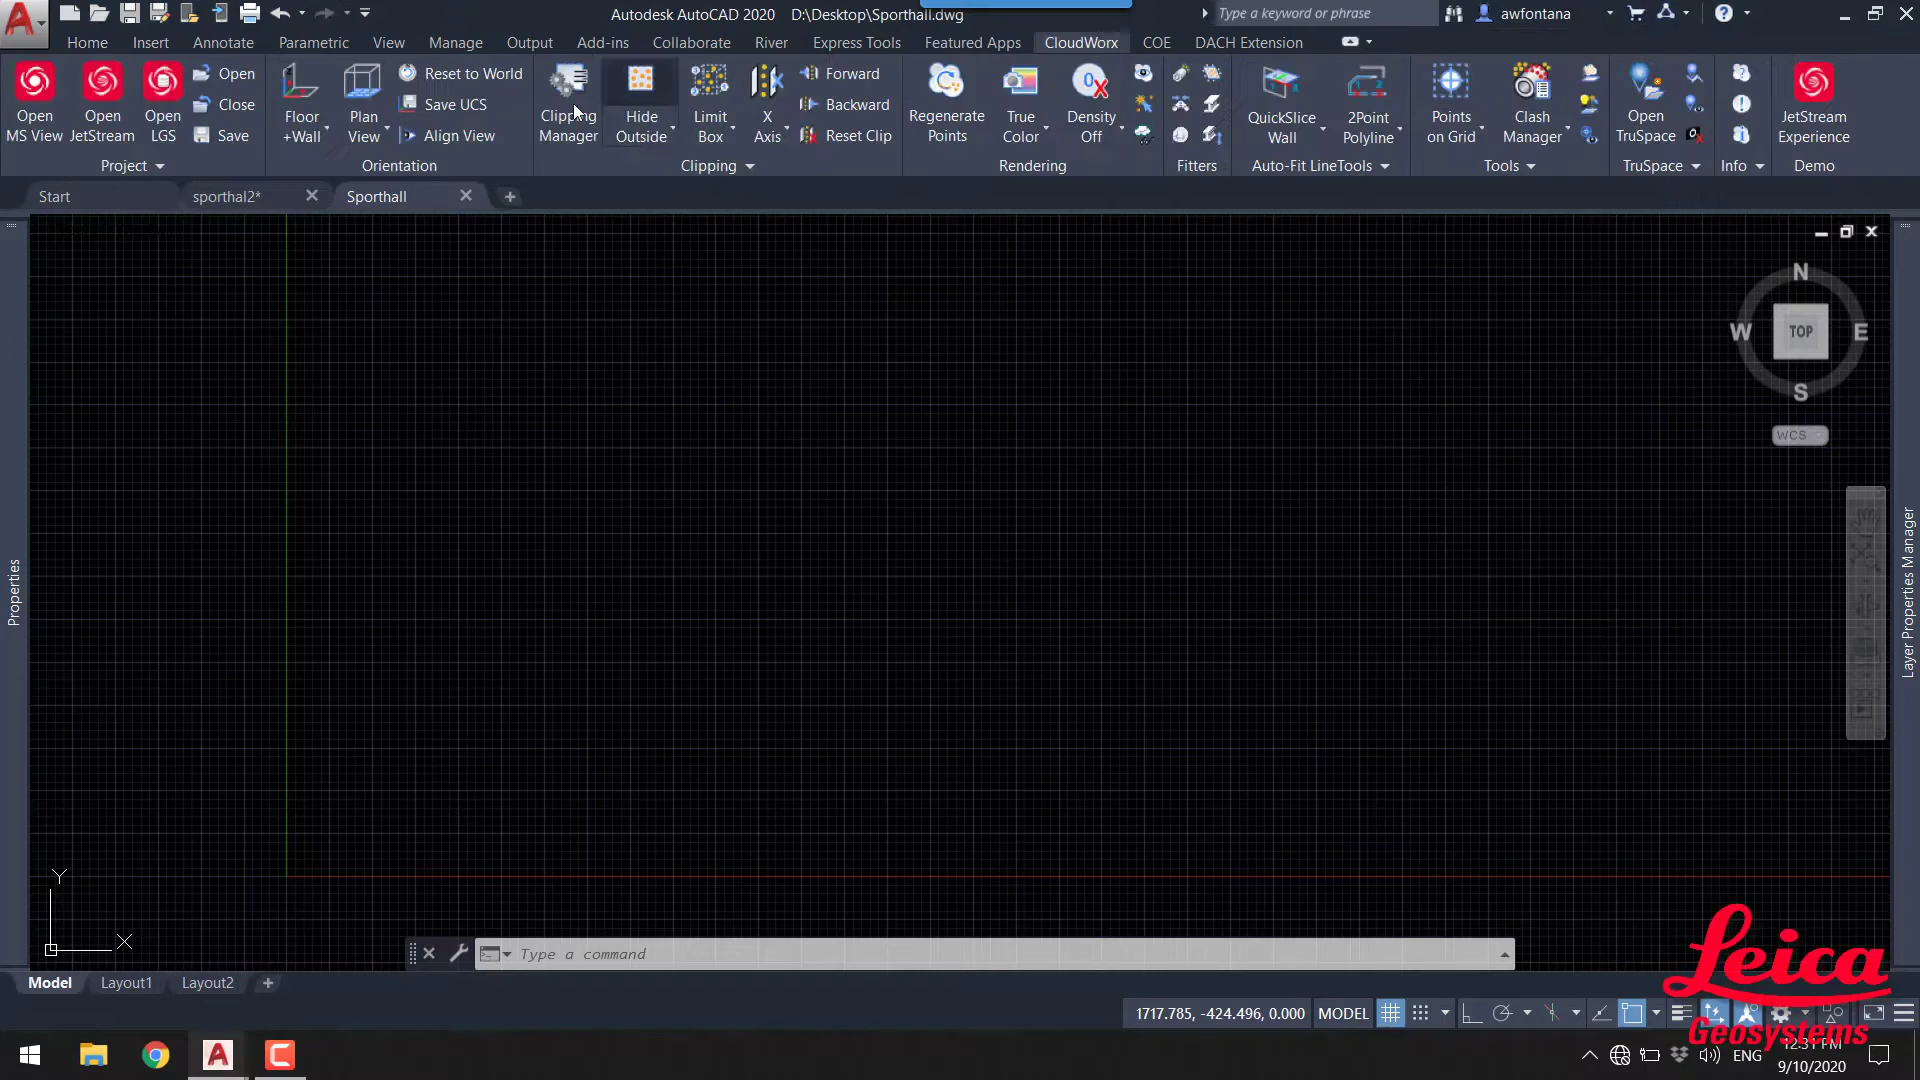 Autodesk AutoCAD 2020 D:\Desktop\Sporthall.dwg
Type a keyword or phrase
awfontana
Home Insert Annotate Parametric View Manage Output Add-ins Collaborate River Express Tools Featured Apps CloudWorx COE DACH Extension
Open MS View
Open JetStream
Open LGS
Open
Close
Save
Project
Floor +Wall
Plan View
Reset to World
Save UCS
Align View
Orientation
Clipping Manager
Hide Outside
Limit Box
X Axis
Forward
Backward
Reset Clip
Clipping
Regenerate Points
True Color
Density Off
Rendering
Fitters
QuickSlice Wall
2Point Polyline
Auto-Fit LineTools
Points on Grid
Clash Manager
Tools
Open TruSpace
TruSpace
Info
JetStream Experience
Demo
Start sporthal2* Sporthall
N
W TOP E
S
WCS
Properties
Layer Properties Manager
Y
X
Type a command
Model Layout1 Layout2
1717.785, -424.496, 0.000 MODEL
Leica
Geosystems
ENG
12:31 PM
9/10/2020